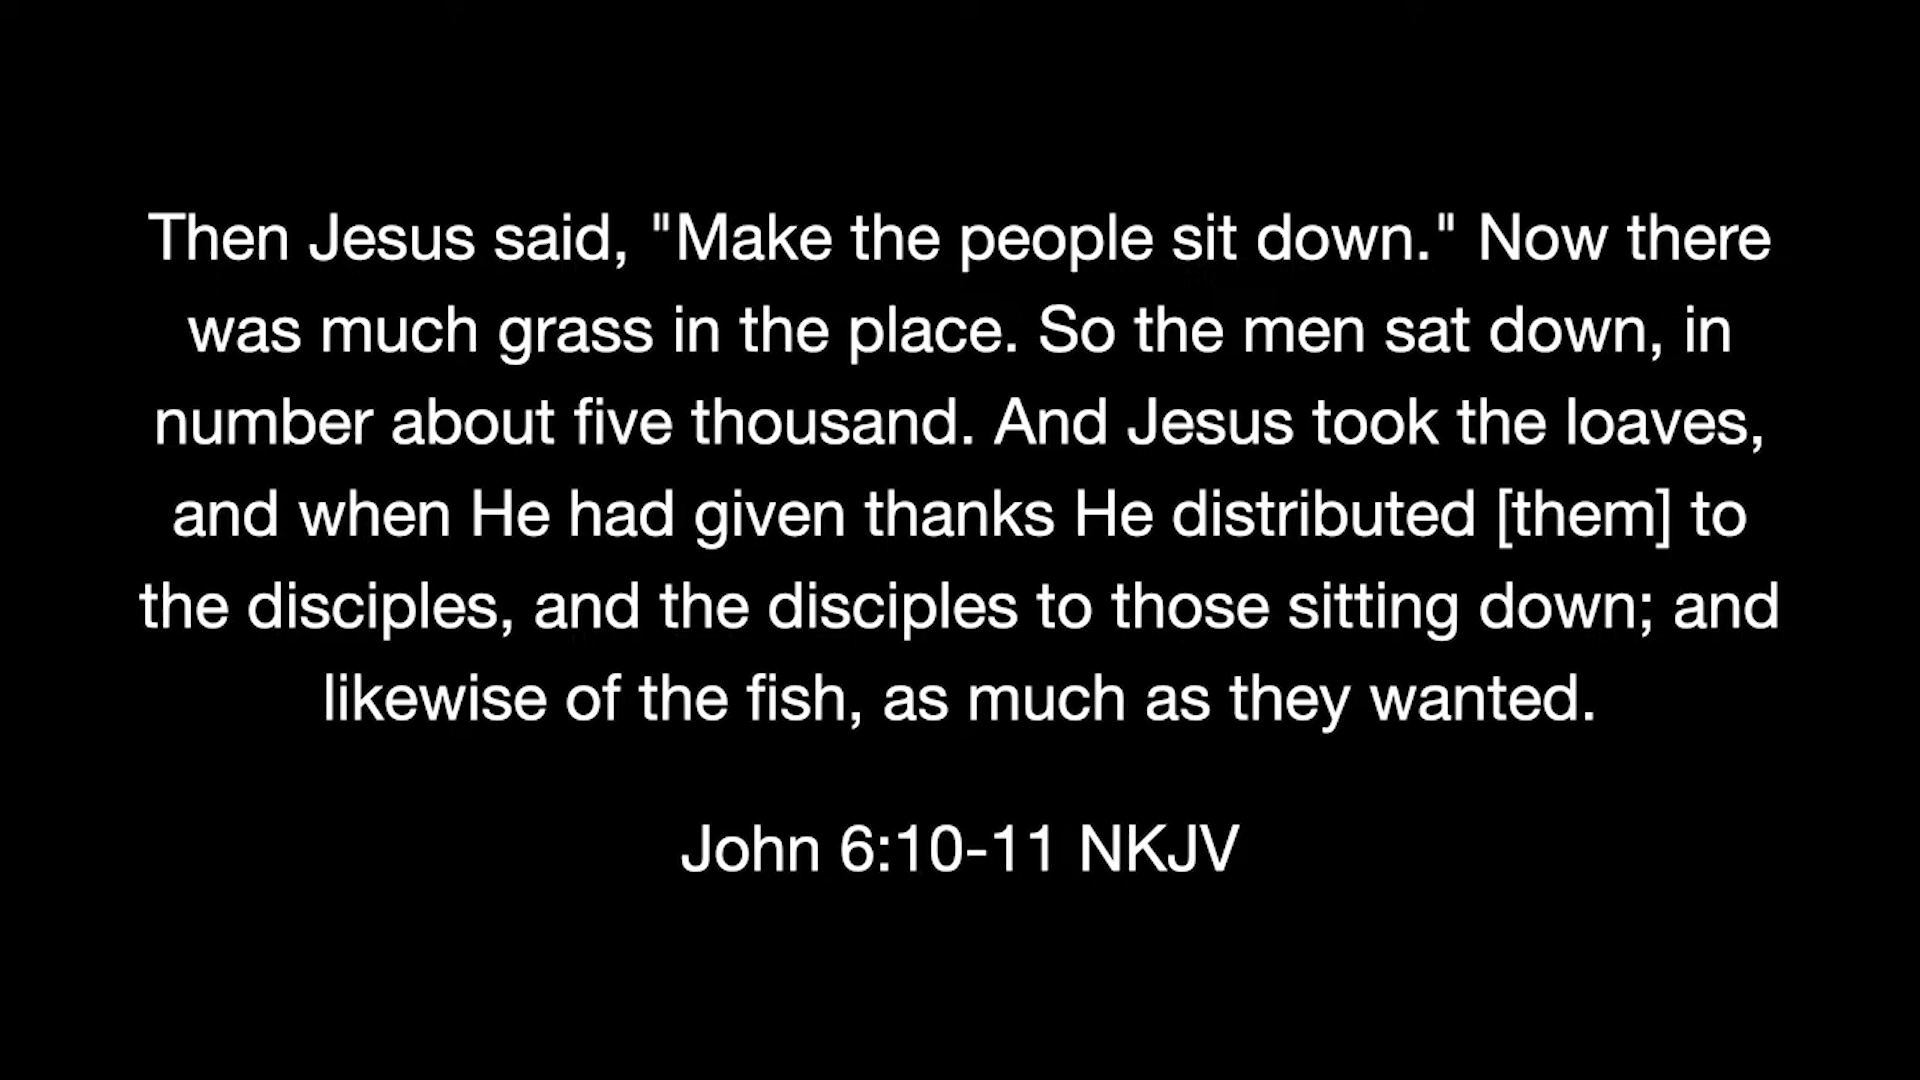 Then Jesus said, "Make the people sit down." Now there
was much grass in the place. So the men sat down, in
number about five thousand. And Jesus took the loaves,
and when He had given thanks He distributed [them] to
the disciples, and the disciples to those sitting down; and
likewise of the fish, as much as they wanted.
John 6:10-11 NKJV